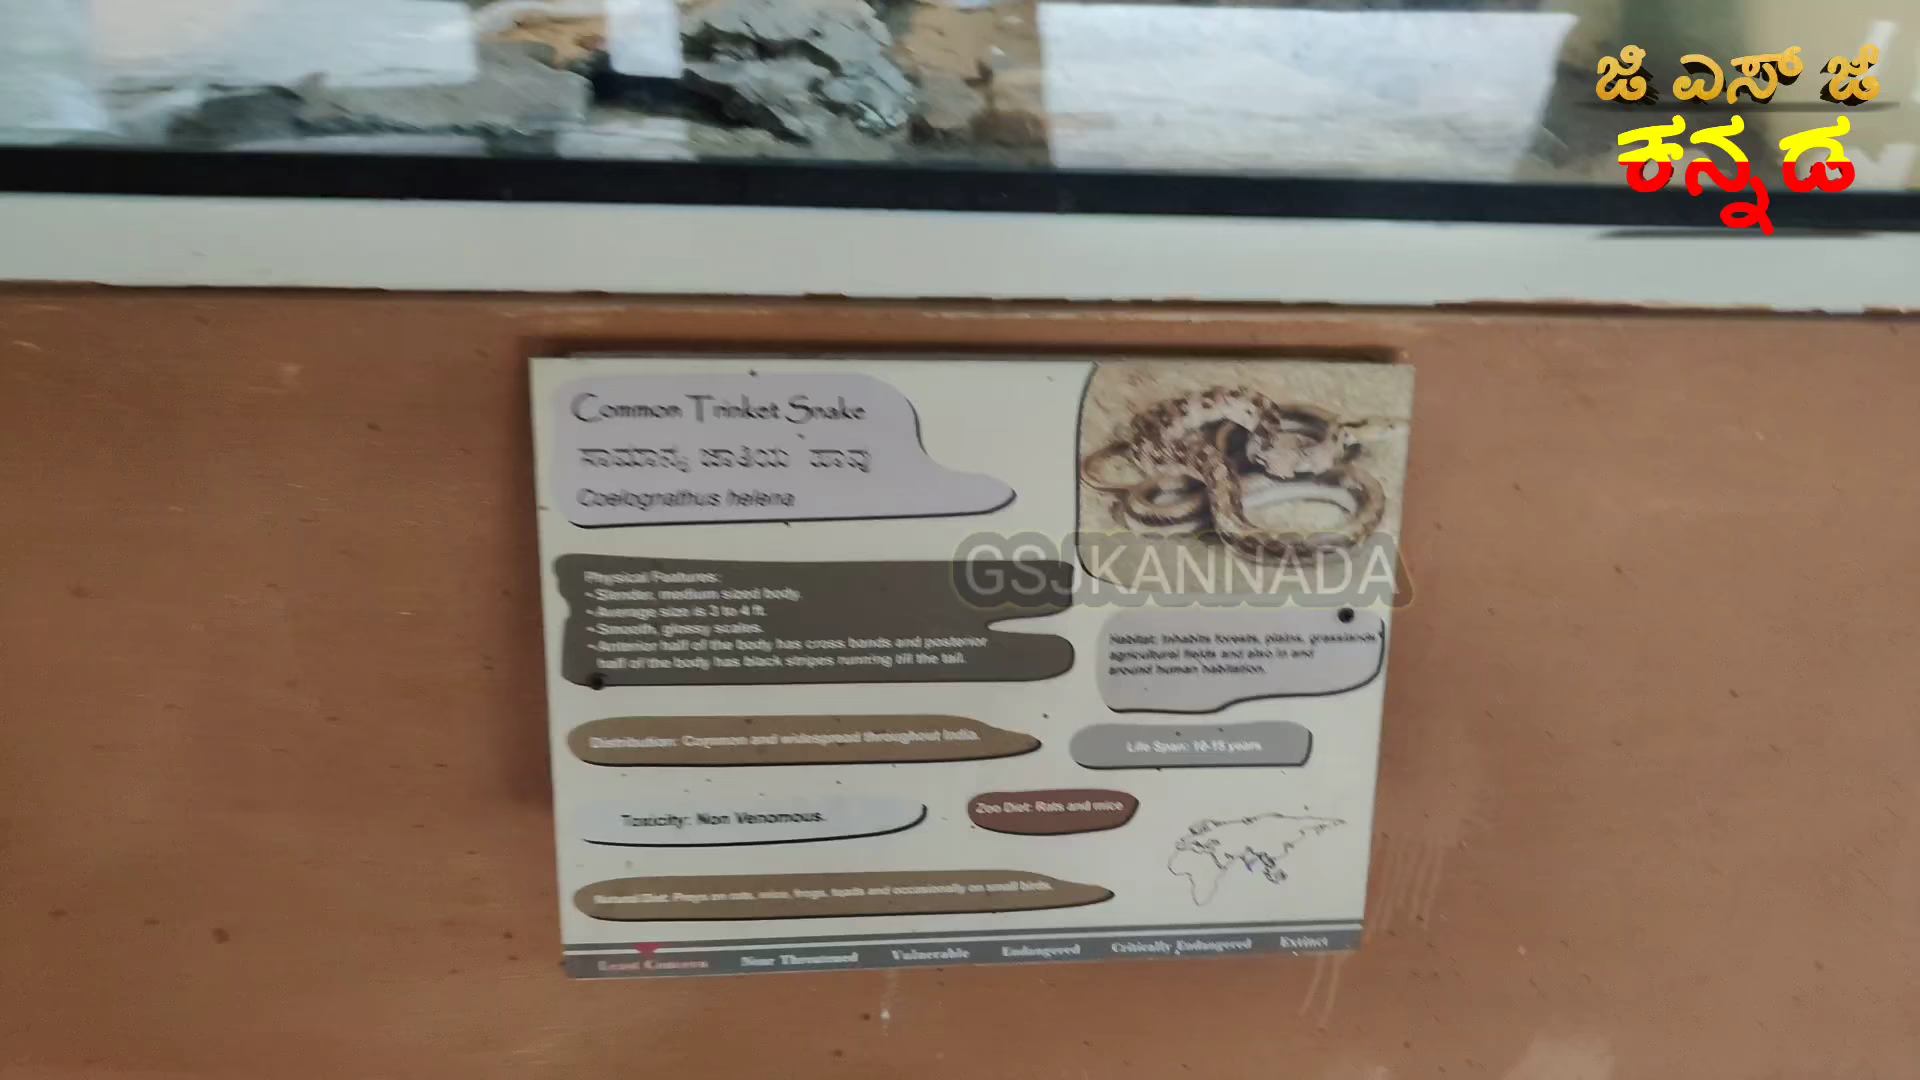 ಜಿ ಎಸ್ ಜೆ
ಕನ್ನಡ
Common Trinket Snake
ಸಾಮಾನ್ಯ ಜಾತಿಯ ಹಾವು
Coelognathus helena
GSJKANNADA
Physical Features:
~Slender, medium sized body.
~Average size is 3 to 4 ft.
~Smooth, glossy scales.
~Anterior half of the body has cross bands and posterior
half of the body has black stripes running till the tail.
Habitat: Inhabits forests, plains, grasslands
agricultural fields and also in and
around human habitation.
Distribution: Common and widespread throughout India.
Life Span: 10-15 years
Toxicity: Non Venomous.
Zoo Diet: Rats and mice
Natural Diet: Preys on rats, mice, frogs, toads and occasionally on small birds.
Least Concern Near Threatened Vulnerable Endangered Critically Endangered Extinct